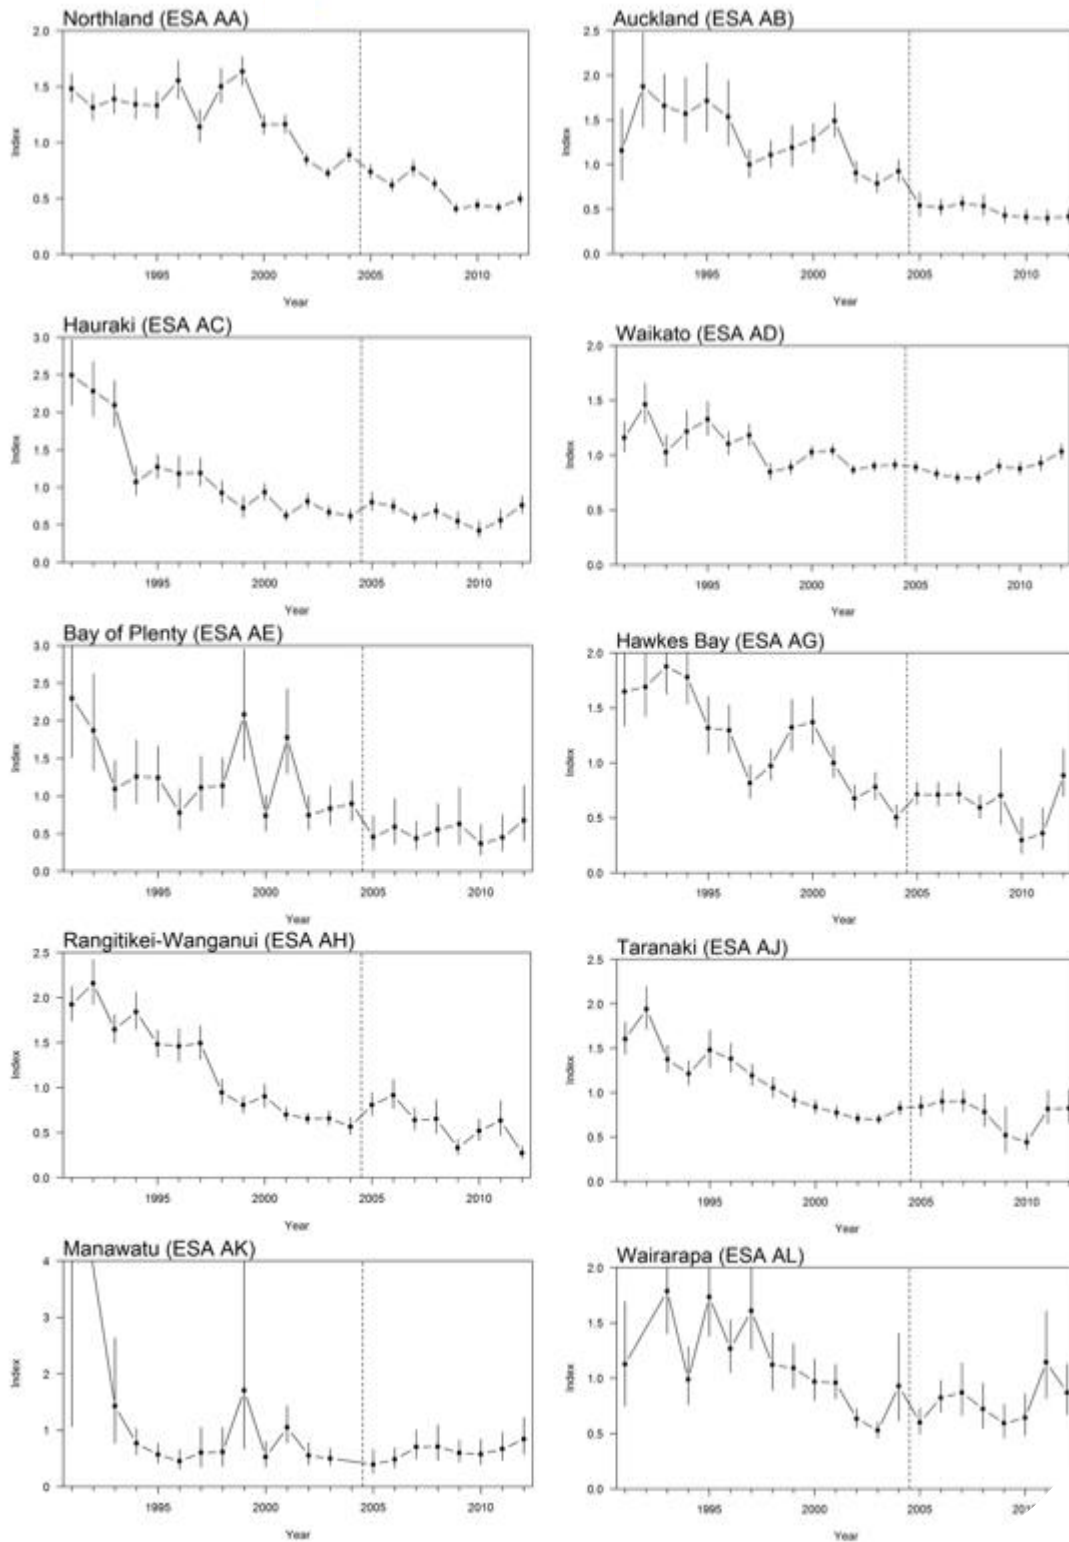 Northland (ESA AA)
2.0
1.5
1.0
0.5
0.0
Index
1995 2000 2005 2010
Year
Auckland (ESA AB)
2.5
2.0
1.5
1.0
0.5
0.0
Index
1995 2000 2005 2010
Year
Hauraki (ESA AC)
3.0
2.5
2.0
1.5
1.0
0.5
0.0
Index
1995 2000 2005 2010
Year
Waikato (ESA AD)
2.0
1.5
1.0
0.5
0.0
Index
1995 2000 2005 2010
Year
Bay of Plenty (ESA AE)
3.0
2.5
2.0
1.5
1.0
0.5
0.0
Index
1995 2000 2005 2010
Year
Hawkes Bay (ESA AG)
2.0
1.5
1.0
0.5
0.0
Index
1995 2000 2005 2010
Year
Rangitikei-Wanganui (ESA AH)
2.5
2.0
1.5
1.0
0.5
0.0
Index
1995 2000 2005 2010
Year
Taranaki (ESA AJ)
2.5
2.0
1.5
1.0
0.5
0.0
Index
1995 2000 2005 2010
Year
Manawatu (ESA AK)
4
3
2
1
0
Index
1995 2000 2005 2010
Year
Wairarapa (ESA AL)
2.0
1.5
1.0
0.5
0.0
Index
1995 2000 2005
Year